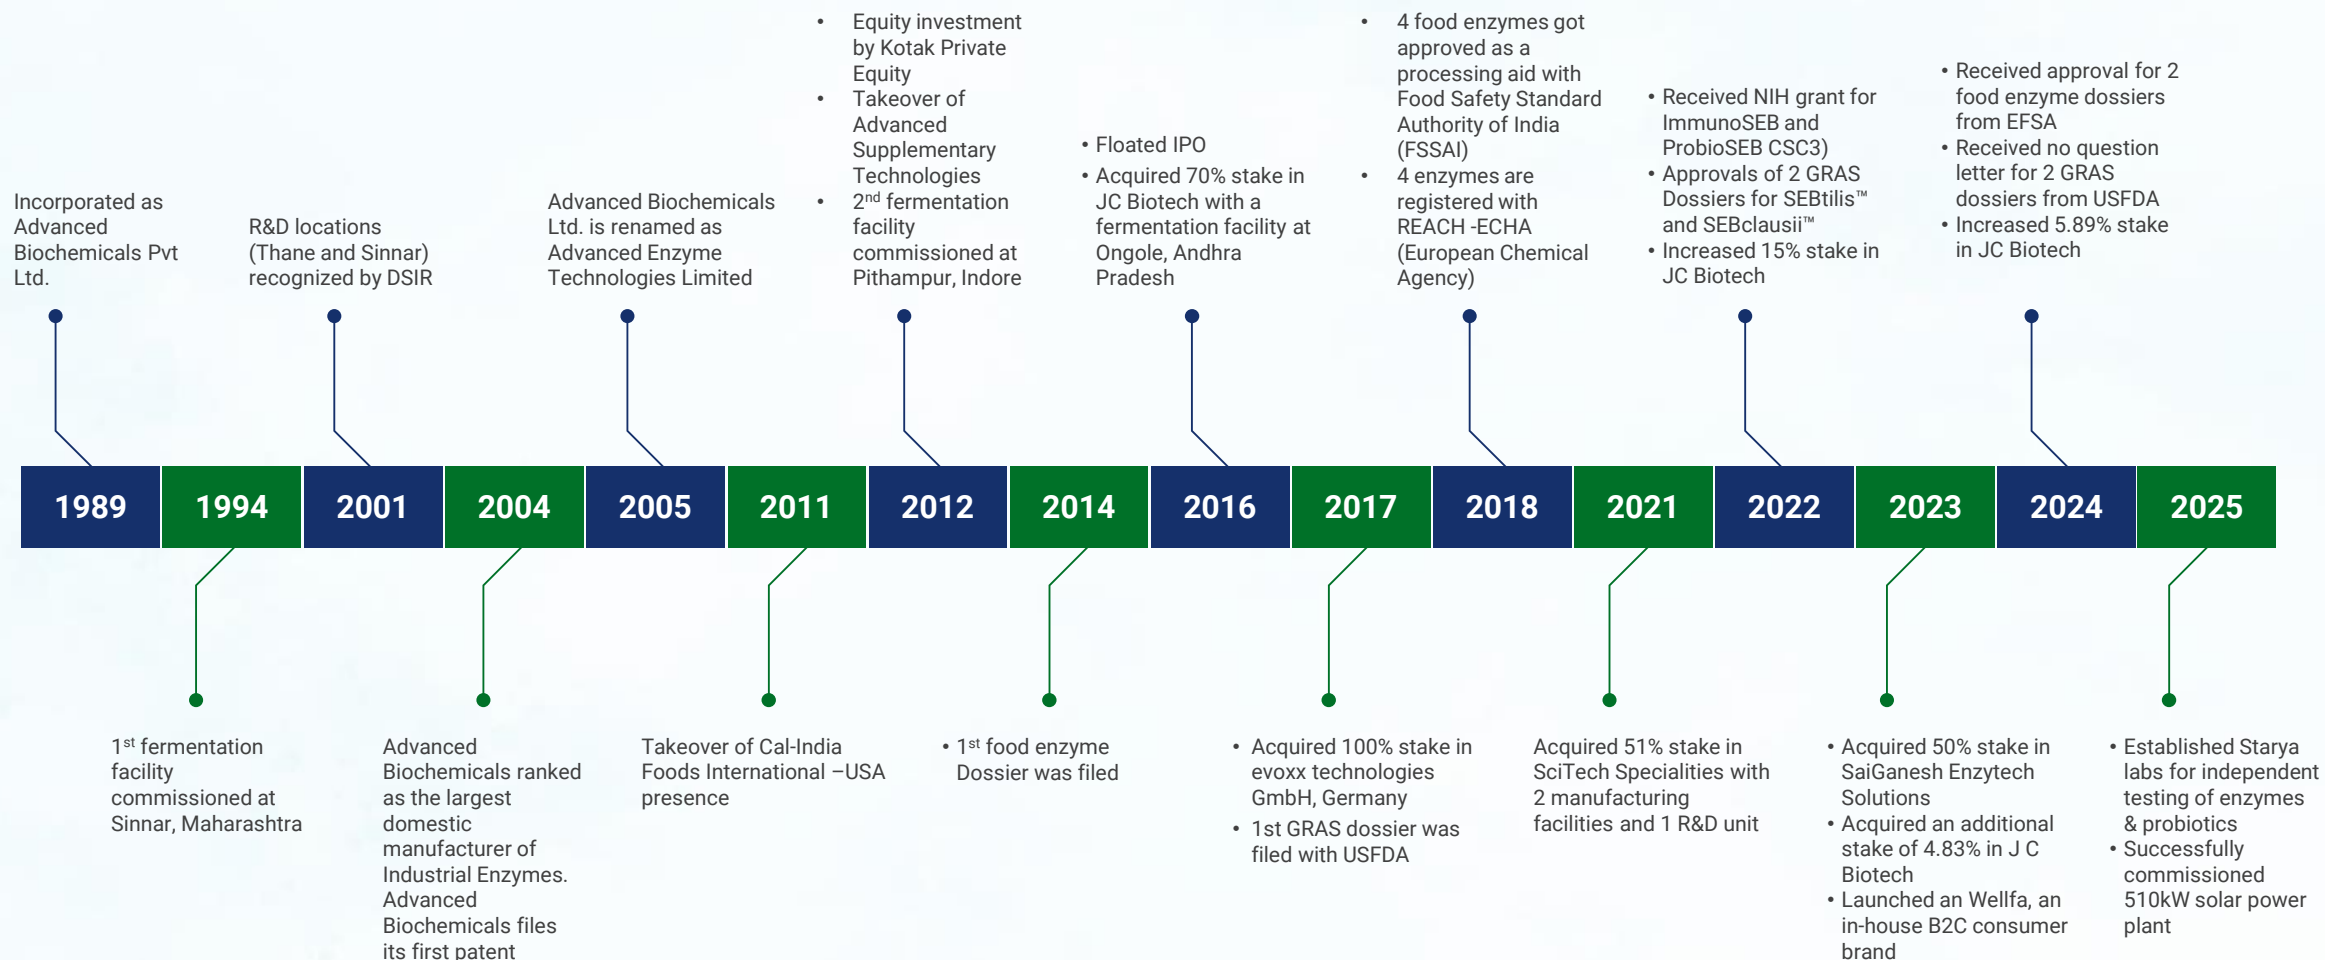 Incorporated as
Advanced
Biochemicals Pvt
Ltd.
R&D locations
(Thane and Sinnar)
recognized by DSIR
Advanced Biochemicals
Ltd. is renamed as
Advanced Enzyme
Technologies Limited
• Equity investment
by Kotak Private
Equity
• Takeover of
Advanced
Supplementary
Technologies
• 2nd fermentation
facility
commissioned at
Pithampur, Indore
• Floated IPO
• Acquired 70% stake in
JC Biotech with a
fermentation facility at
Ongole, Andhra
Pradesh
• 4 food enzymes got
approved as a
processing aid with
Food Safety Standard
Authority of India
(FSSAI)
• 4 enzymes are
registered with
REACH -ECHA
(European Chemical
Agency)
• Received NIH grant for
ImmunoSEB and
ProbioSEB CSC3)
• Approvals of 2 GRAS
Dossiers for SEBtilis™
and SEBclausii™
• Increased 15% stake in
JC Biotech
• Received approval for 2
food enzyme dossiers
from EFSA
• Received no question
letter for 2 GRAS
dossiers from USFDA
• Increased 5.89% stake
in JC Biotech
1989 1994 2001 2004 2005 2011 2012 2014 2016 2017 2018 2021 2022 2023 2024 2025
1st fermentation
facility
commissioned at
Sinnar, Maharashtra
Advanced
Biochemicals ranked
as the largest
domestic
manufacturer of
Industrial Enzymes.
Advanced
Biochemicals files
its first patent
Takeover of Cal-India
Foods International –USA
presence
• 1st food enzyme
Dossier was filed
• Acquired 100% stake in
evoxx technologies
GmbH, Germany
• 1st GRAS dossier was
filed with USFDA
Acquired 51% stake in
SciTech Specialities with
2 manufacturing
facilities and 1 R&D unit
• Acquired 50% stake in
SaiGanesh Enzytech
Solutions
• Acquired an additional
stake of 4.83% in J C
Biotech
• Launched an Wellfa, an
in-house B2C consumer
brand
• Established Starya
labs for independent
testing of enzymes
& probiotics
• Successfully
commissioned
510kW solar power
plant